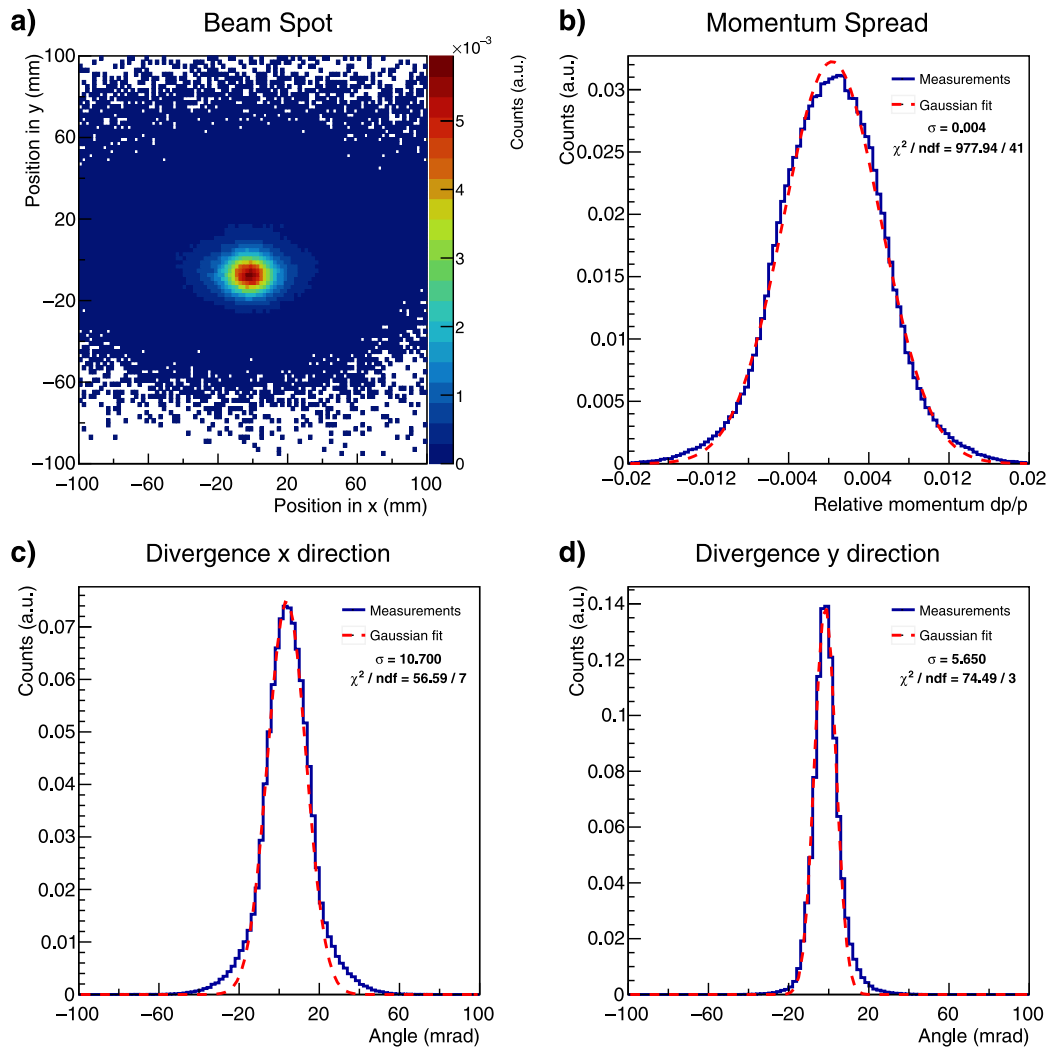 a) Beam Spot
Position in y (mm)
100
60
20
−20
−60
−100
−100 −60 −20 20 60 100
Position in x (mm)
×10⁻³
Counts (a.u.)
5
4
3
2
1
0
b) Momentum Spread
Counts (a.u.)
0.03
0.025
0.02
0.015
0.01
0.005
0
Measurements
Gaussian fit
σ = 0.004
χ² / ndf = 977.94 / 41
−0.02 −0.012 −0.004 0.004 0.012 0.02
Relative momentum dp/p
c) Divergence x direction
Counts (a.u.)
0.07
0.06
0.05
0.04
0.03
0.02
0.01
0
Measurements
Gaussian fit
σ = 10.700
χ² / ndf = 56.59 / 7
−100 −60 −20 20 60 100
Angle (mrad)
d) Divergence y direction
Counts (a.u.)
0.14
0.12
0.1
0.08
0.06
0.04
0.02
0
Measurements
Gaussian fit
σ = 5.650
χ² / ndf = 74.49 / 3
−100 −60 −20 20 60 100
Angle (mrad)